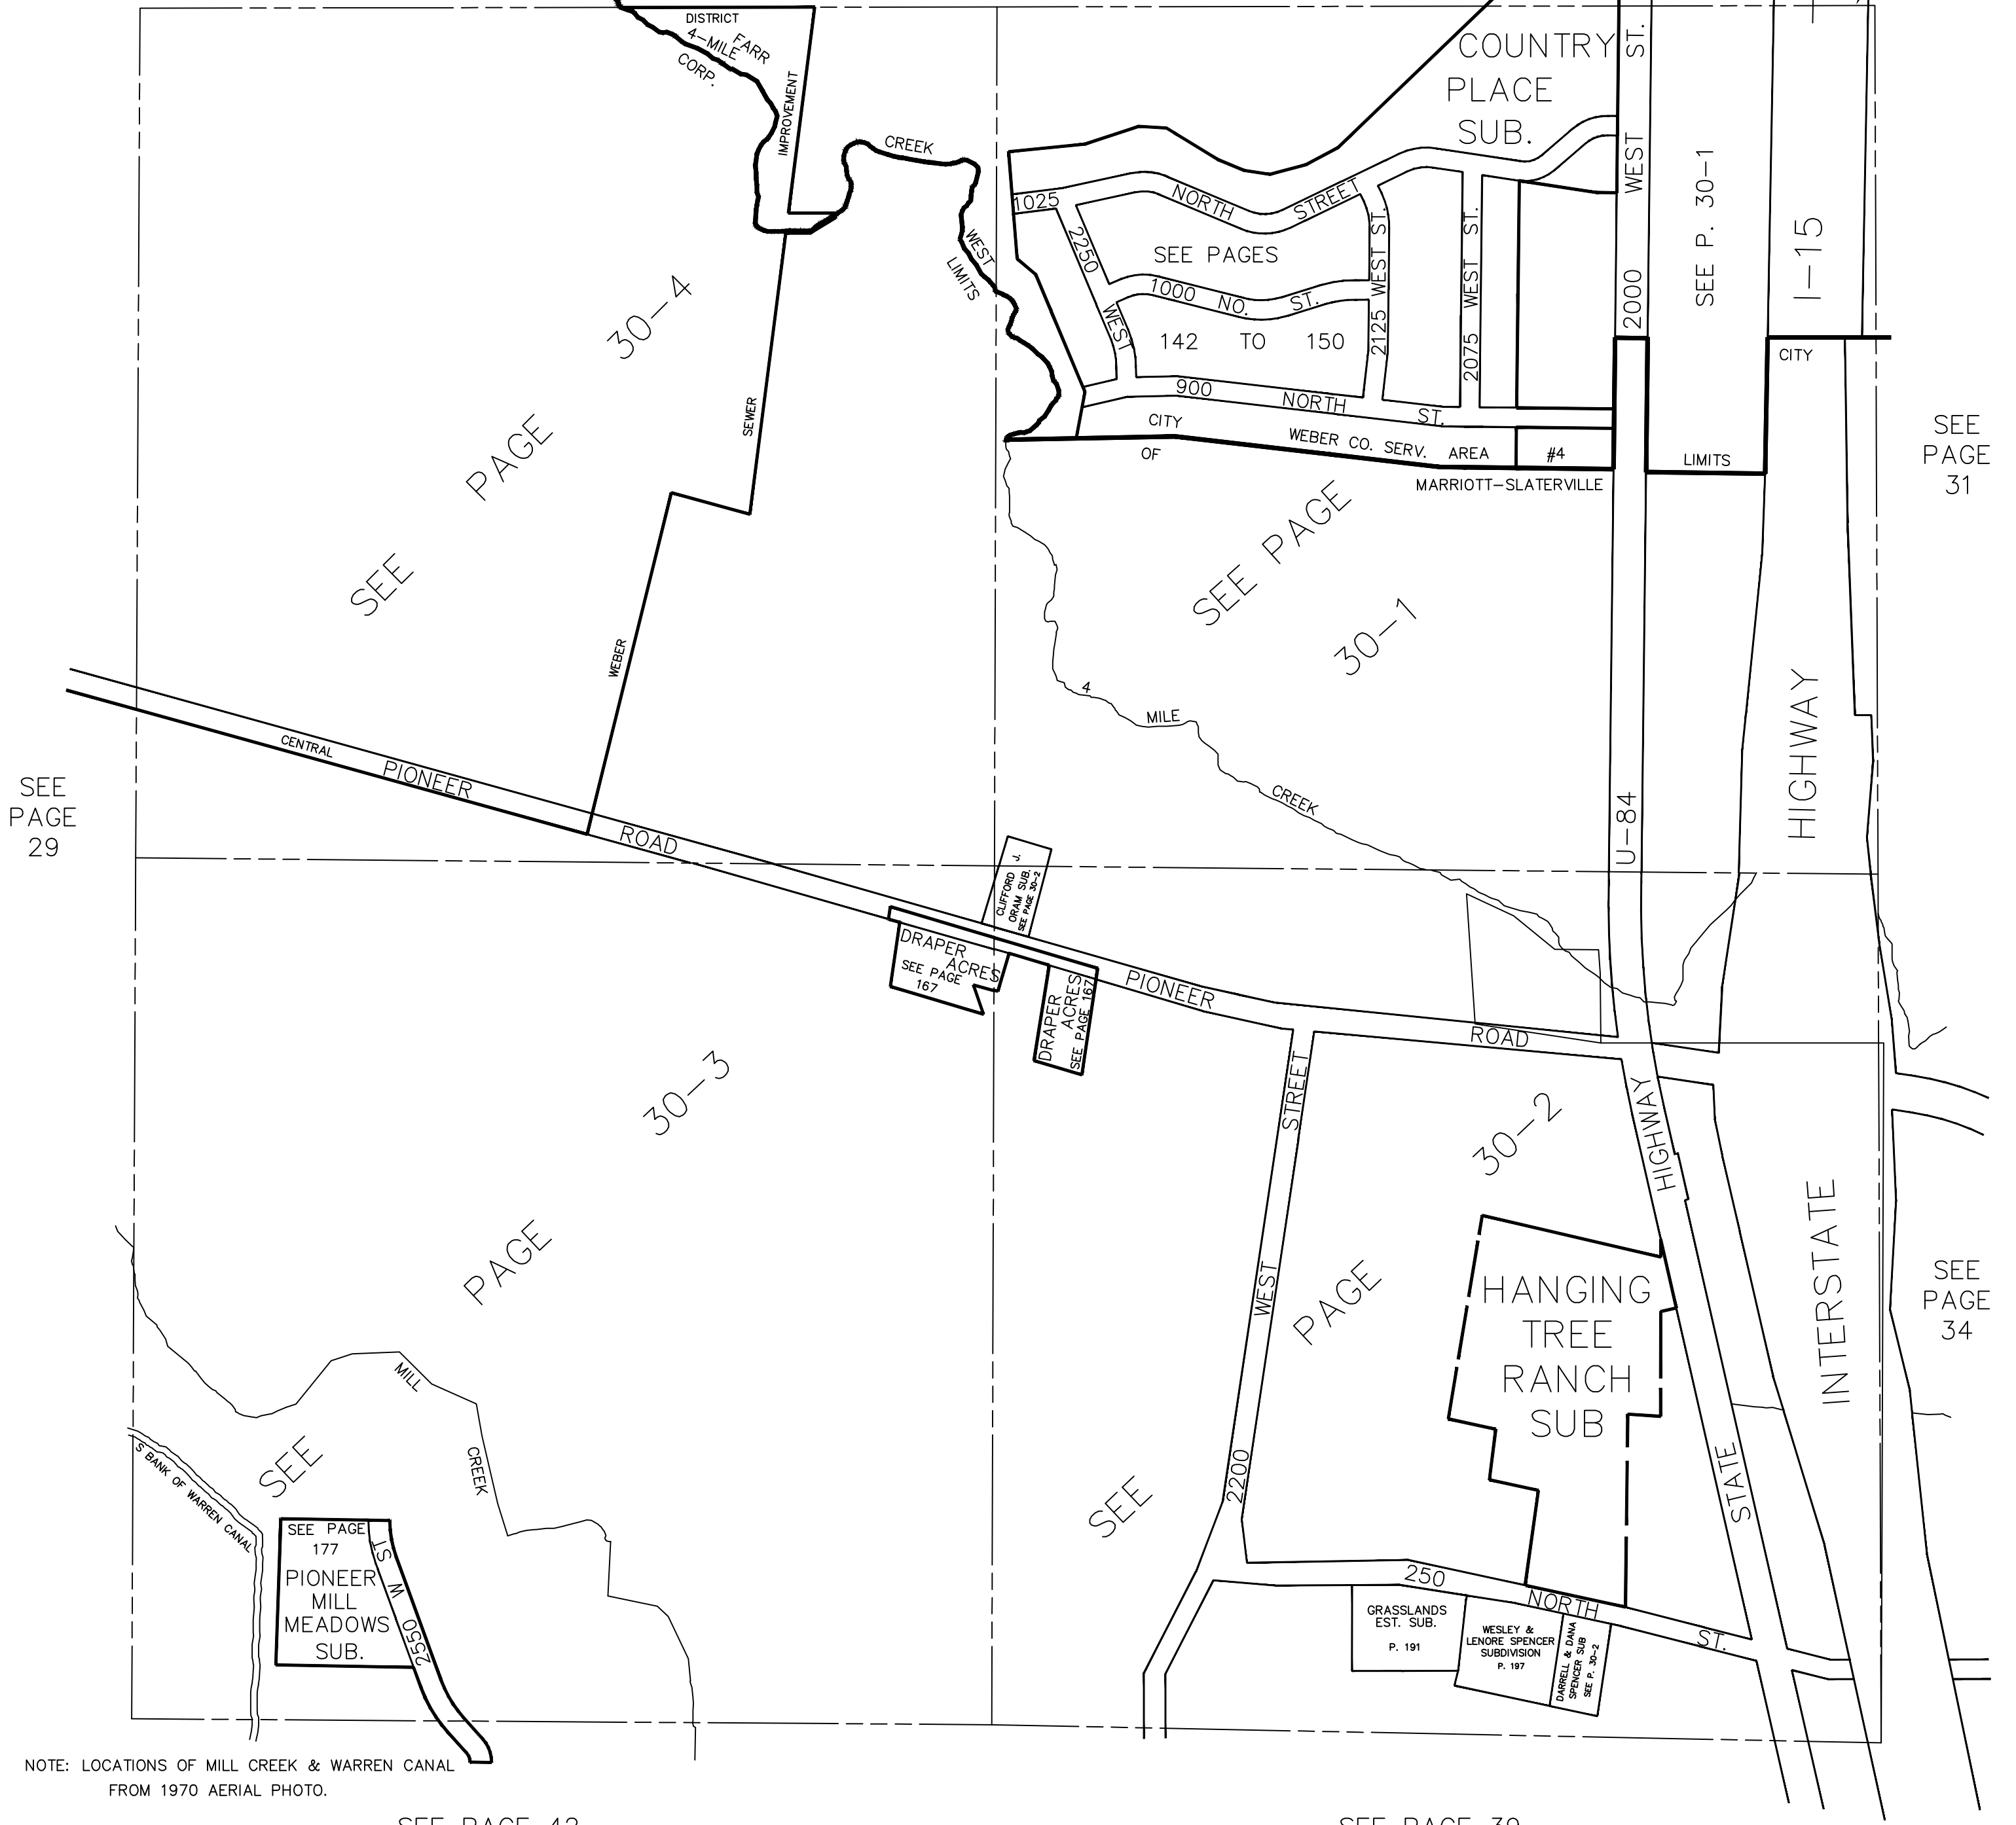 DISTRICT
4-MILE
FARR
CORP.
IMPROVEMENT
CREEK
WEST
LIMITS
COUNTRY
PLACE
SUB.
2000 WEST ST.
SEE P. 30-1
I-15
1025 NORTH STREET
2250 WEST
SEE PAGES
1000 NO. ST.
142 TO 150
2125 WEST ST.
2075 WEST ST.
900 NORTH ST.
CITY
OF
WEBER CO. SERV. AREA #4
MARRIOTT-SLATERVILLE
LIMITS
CITY
SEE
PAGE
31
SEE PAGE
30-4
SEWER
WEBER
SEE PAGE
30-1
4 MILE CREEK
U-84
HIGHWAY
SEE
PAGE
29
CENTRAL
PIONEER ROAD
CLIFFORD J.
ORAM SUB.
SEE PAGE 30-2
DRAPER
ACRES
SEE PAGE
167
DRAPER
ACRES
SEE PAGE 167
PIONEER ROAD
SEE PAGE
30-3
2200 WEST STREET
SEE PAGE
30-2
STATE HIGHWAY
INTERSTATE
HANGING
TREE
RANCH
SUB
SEE
PAGE
34
MILL
CREEK
S BANK OF WARREN CANAL
SEE PAGE
177
PIONEER
MILL
MEADOWS
SUB.
2550 W ST
250 NORTH ST.
GRASSLANDS
EST. SUB.
P. 191
WESLEY &
LENORE SPENCER
SUBDIVISION
P. 197
DARRELL & DANA
SPENCER SUB
SEE P. 30-2
NOTE: LOCATIONS OF MILL CREEK & WARREN CANAL
FROM 1970 AERIAL PHOTO.
SEE PAGE 42
SEE PAGE 39